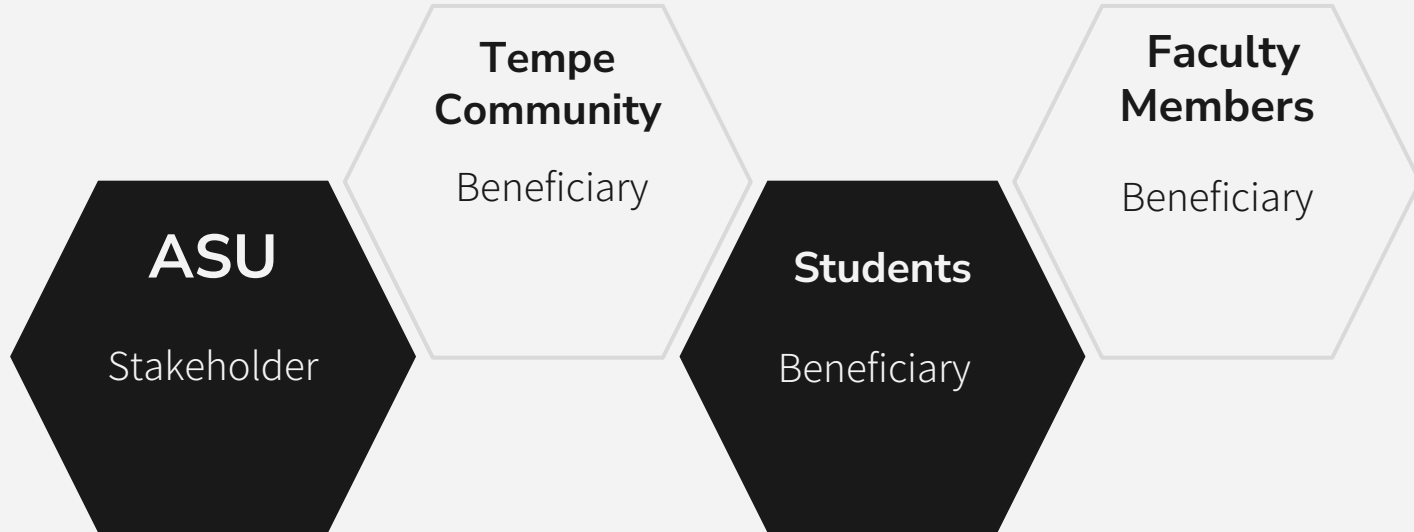 ASU
Stakeholder
Tempe
Community
Beneficiary
Students
Beneficiary
Faculty
Members
Beneficiary